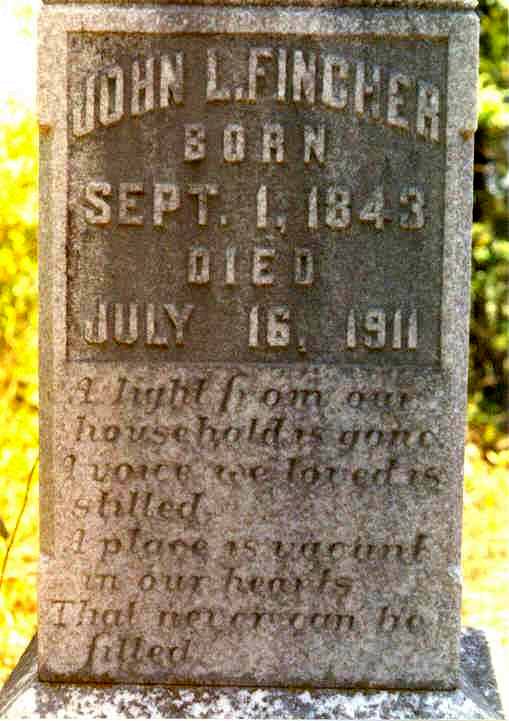 JOHN L. FINCHER
BORN
SEPT. 1, 1843
DIED
JULY 16, 1911
A light from our
household is gone
A voice we loved is
stilled.
A place is vacant
in our hearts
That never can be
filled